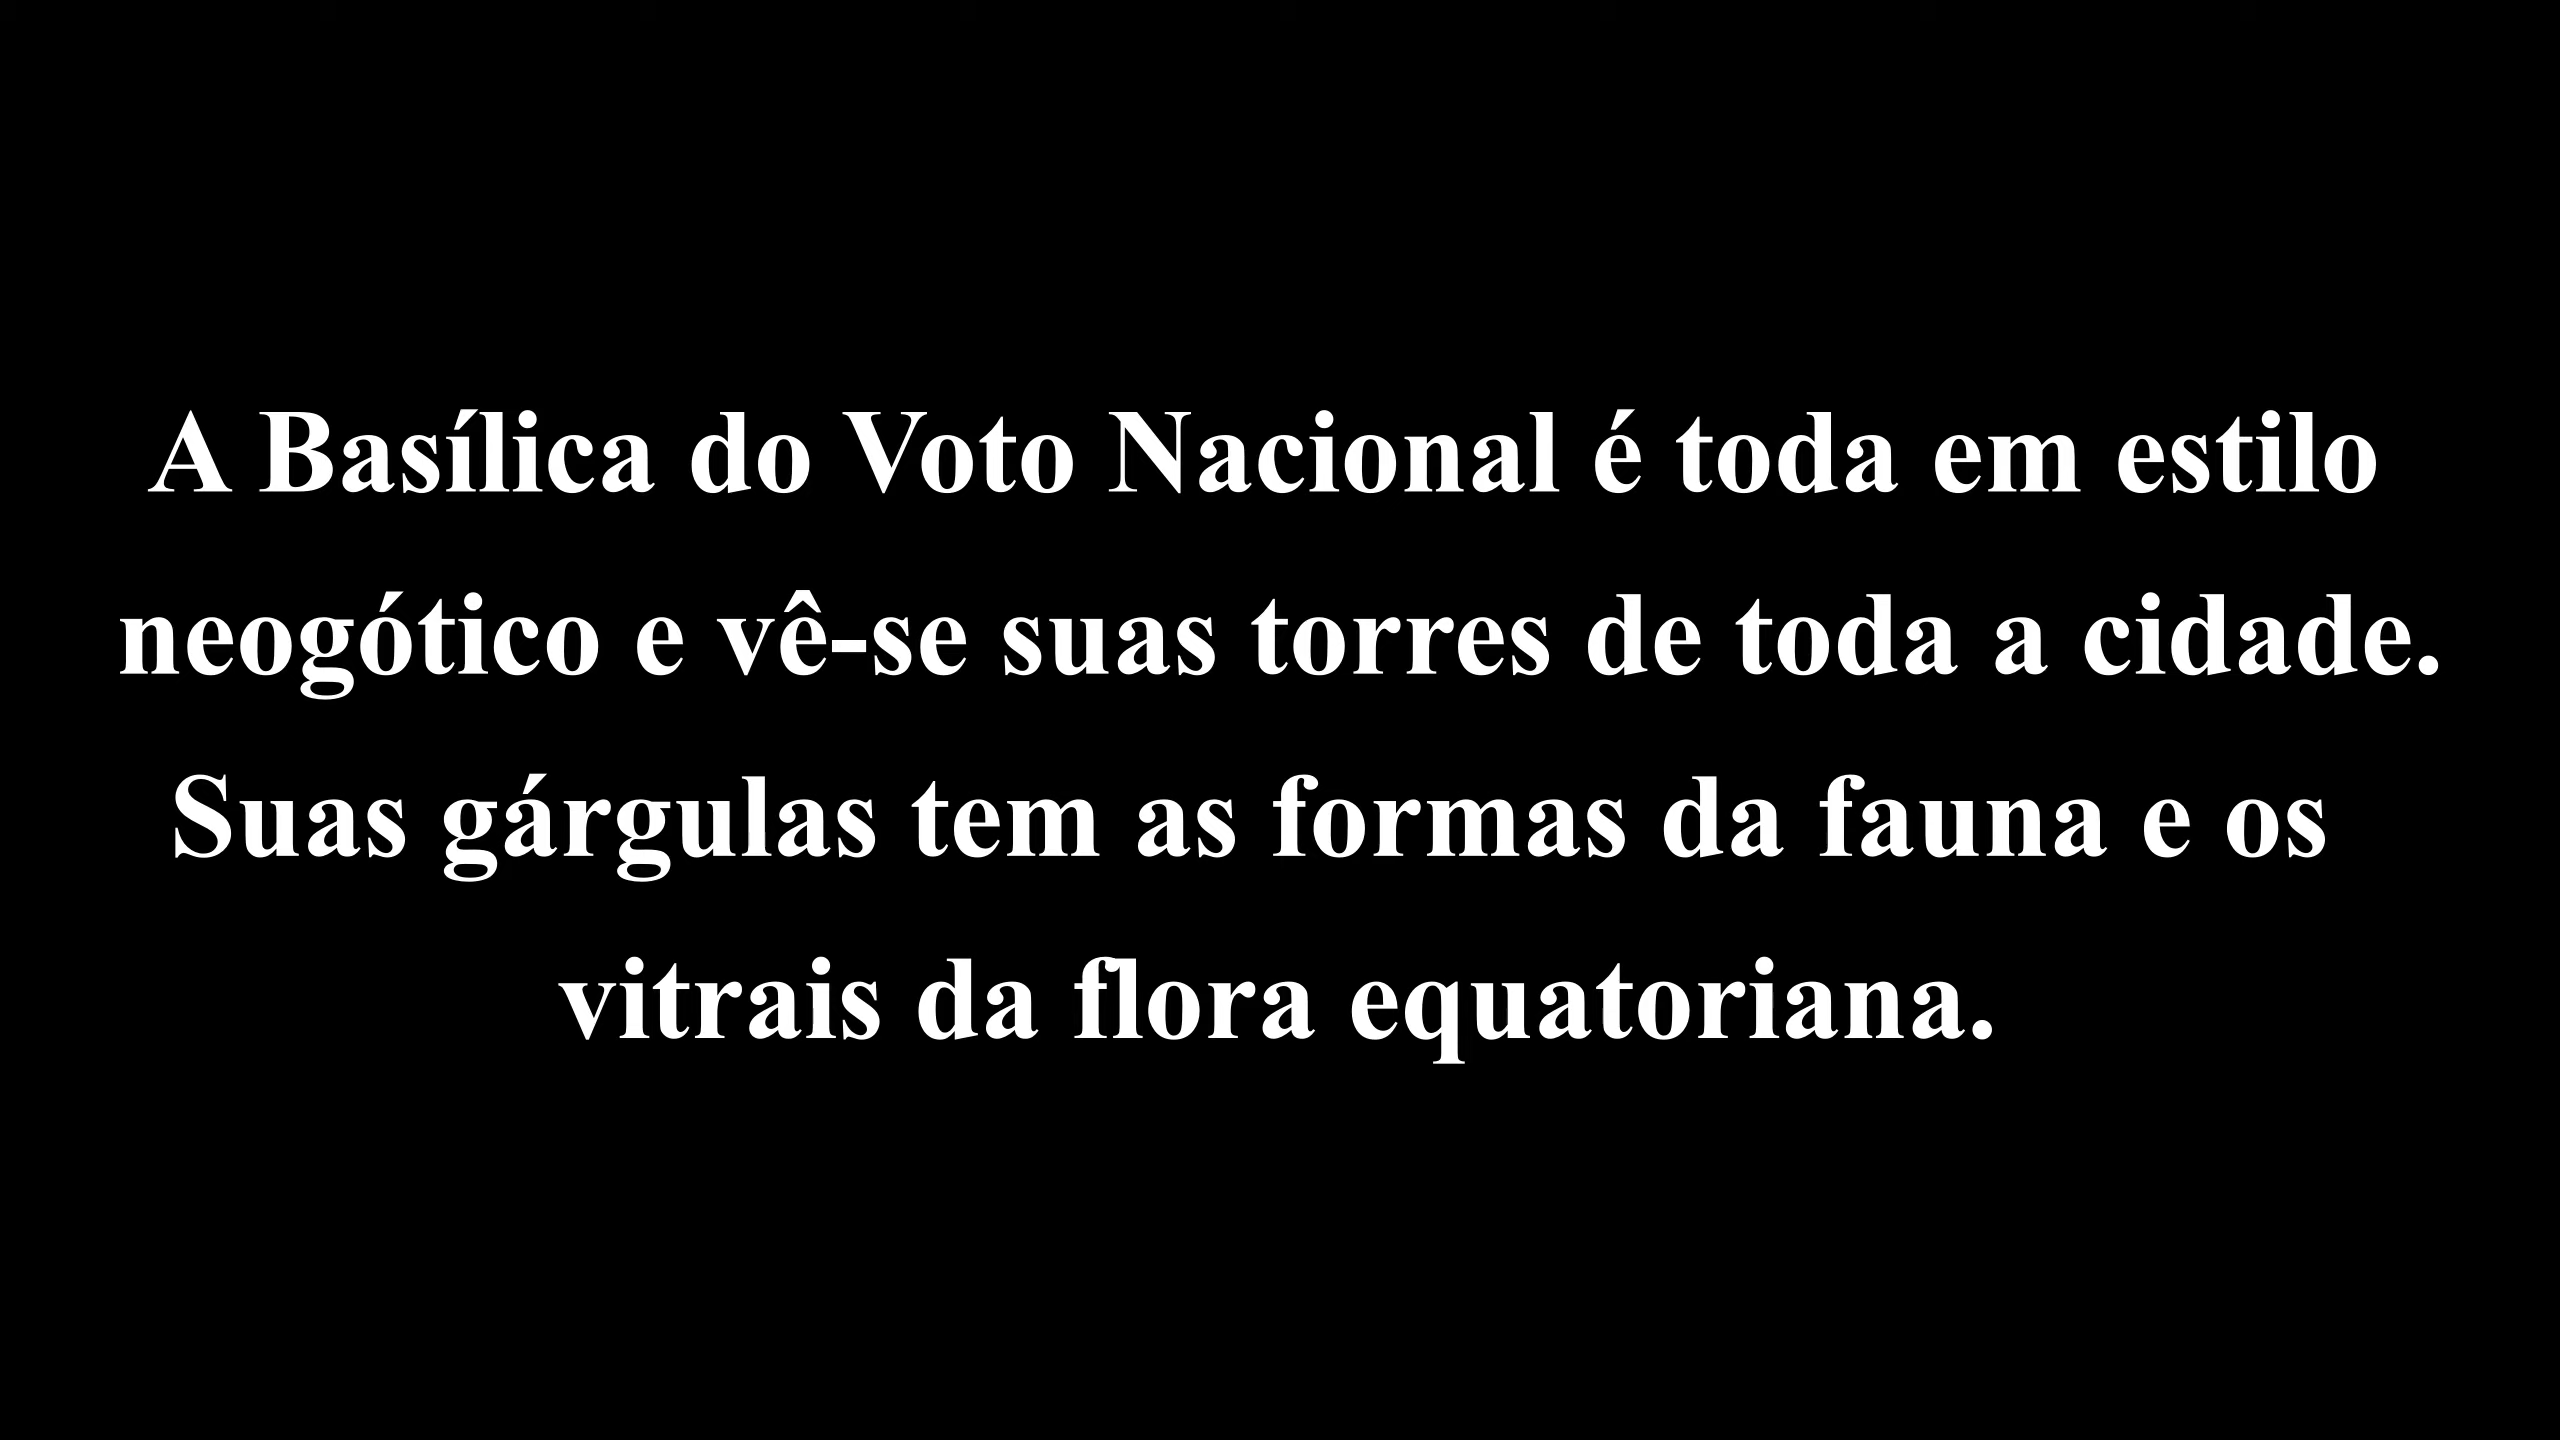 A Basílica do Voto Nacional é toda em estilo
neogótico e vê-se suas torres de toda a cidade.
Suas gárgulas tem as formas da fauna e os
vitrais da flora equatoriana.